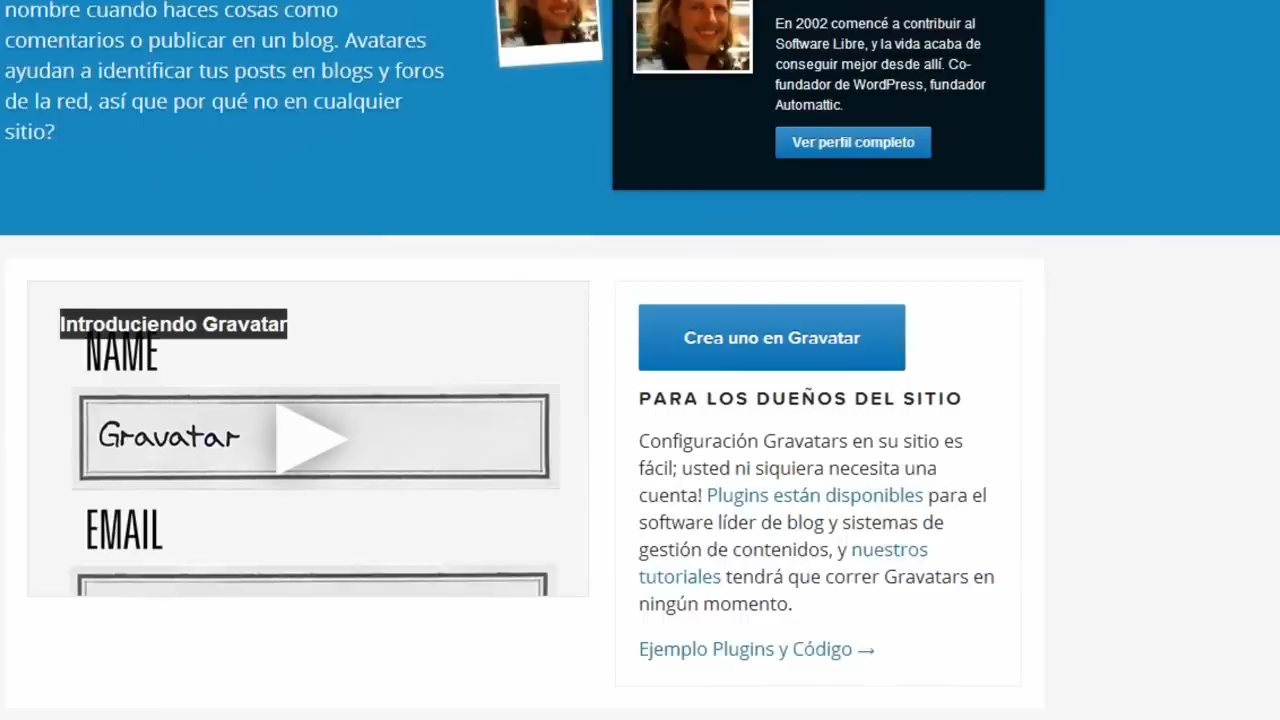 nombre cuando haces cosas como
comentarios o publicar en un blog. Avatares
ayudan a identificar tus posts en blogs y foros
de la red, así que por qué no en cualquier
sitio?
En 2002 comencé a contribuir al
Software Libre, y la vida acaba de
conseguir mejor desde allí. Co-
fundador de WordPress, fundador
Automattic.
Ver perfil completo
Introduciendo Gravatar
NAME
Gravatar
EMAIL
Crea uno en Gravatar
PARA LOS DUEÑOS DEL SITIO
Configuración Gravatars en su sitio es
fácil; usted ni siquiera necesita una
cuenta! Plugins están disponibles para el
software líder de blog y sistemas de
gestión de contenidos, y nuestros
tutoriales tendrá que correr Gravatars en
ningún momento.
Ejemplo Plugins y Código →